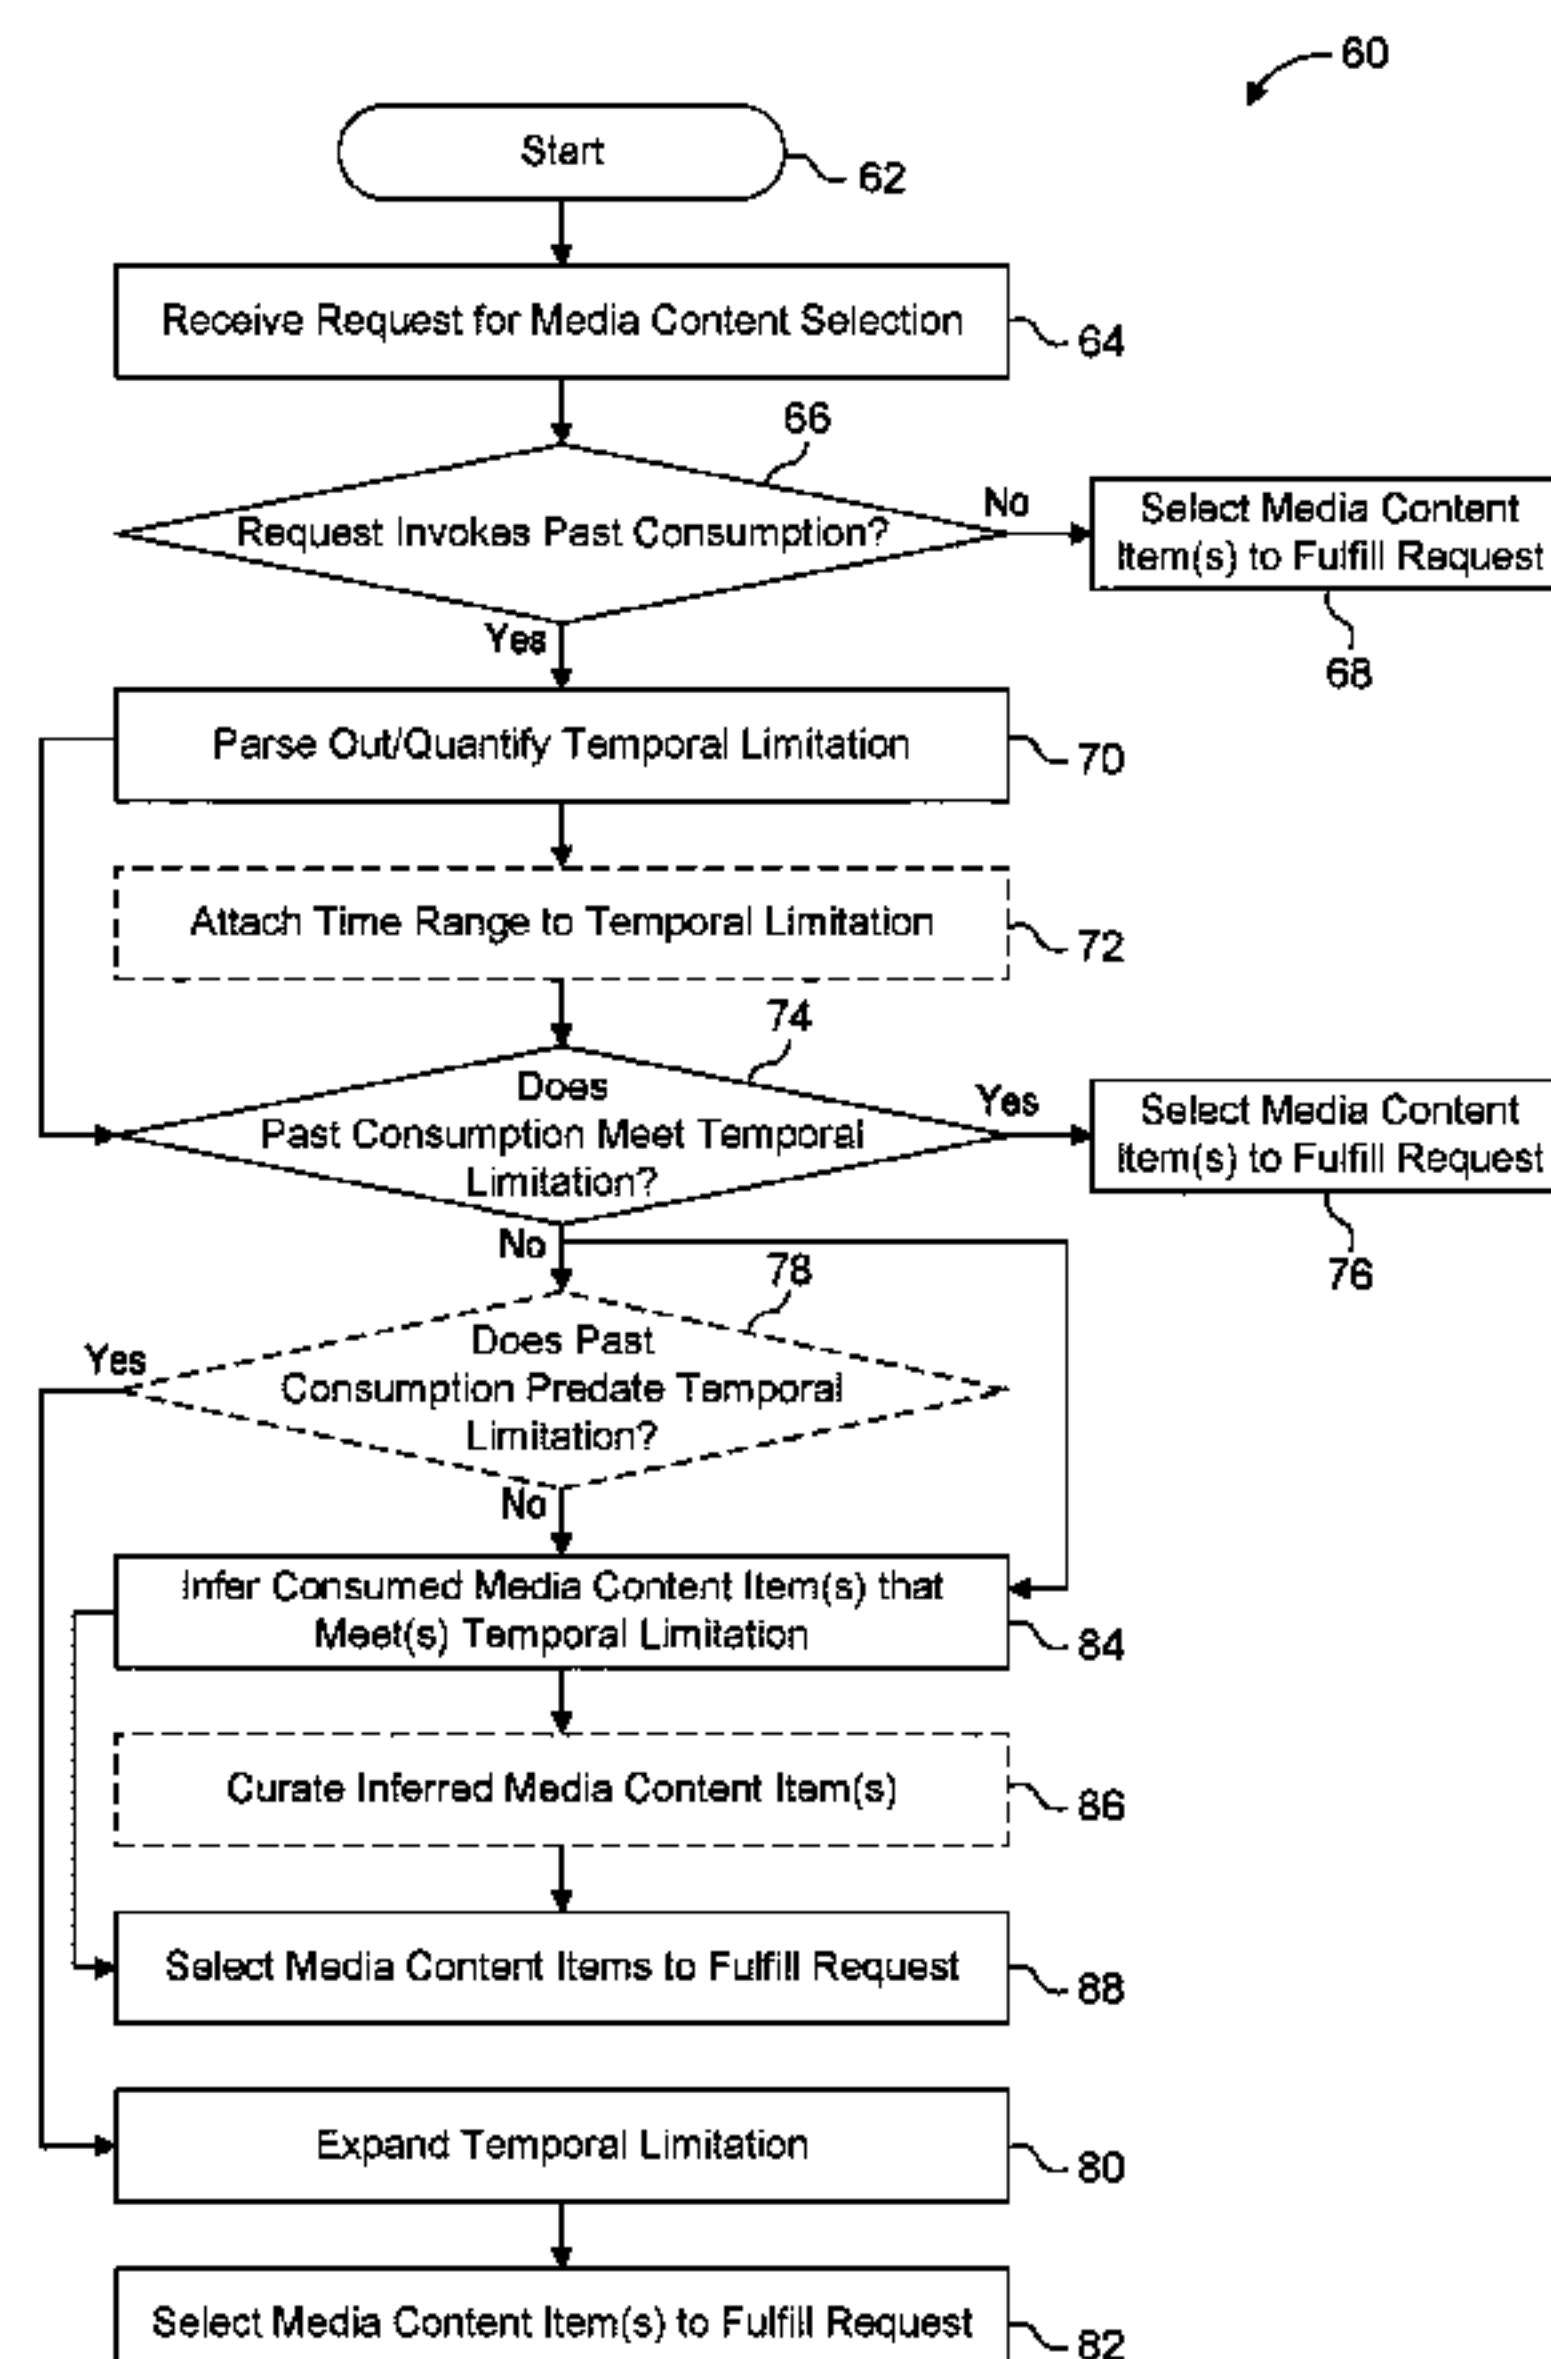 60
Start
62
Receive Request for Media Content Selection
64
66
Request Invokes Past Consumption?
No
Select Media Content
Item(s) to Fulfill Request
68
Yes
Parse Out/Quantify Temporal Limitation
70
Attach Time Range to Temporal Limitation
72
74
Does
Past Consumption Meet Temporal
Limitation?
Yes
Select Media Content
Item(s) to Fulfill Request
76
No
78
Does Past
Consumption Predate Temporal
Limitation?
Yes
No
Infer Consumed Media Content Item(s) that
Meet(s) Temporal Limitation
84
Curate Inferred Media Content Item(s)
86
Select Media Content Items to Fulfill Request
88
Expand Temporal Limitation
80
Select Media Content Item(s) to Fulfill Request
82